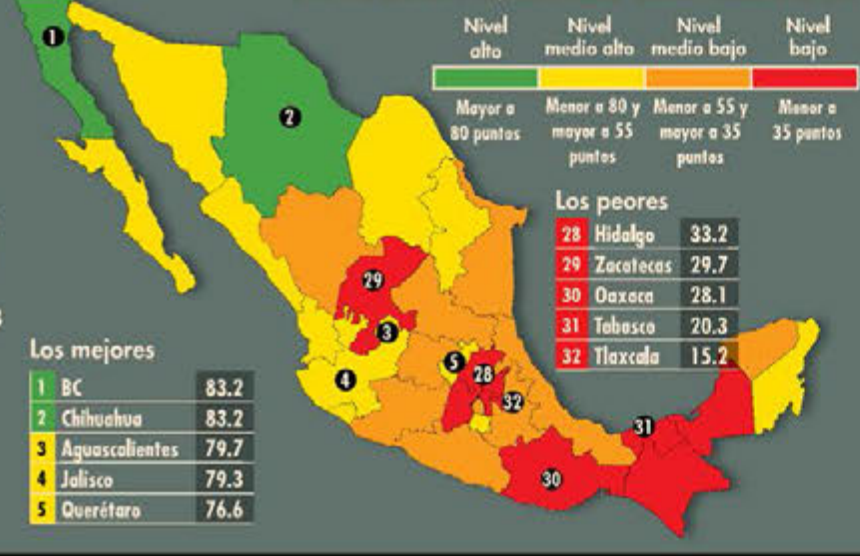 1
2
Nivel alto
Nivel medio alto
Nivel medio bajo
Nivel bajo
Mayor a 80 puntos
Menor a 80 y mayor a 55 puntos
Menor a 55 y mayor a 35 puntos
Menor a 35 puntos
Los peores
28 Hidalgo 33.2
29 Zacatecas 29.7
30 Oaxaca 28.1
31 Tabasco 20.3
32 Tlaxcala 15.2
29
3
4
5
28
32
31
30
Los mejores
1 BC 83.2
2 Chihuahua 83.2
3 Aguascalientes 79.7
4 Jalisco 79.3
5 Querétaro 76.6